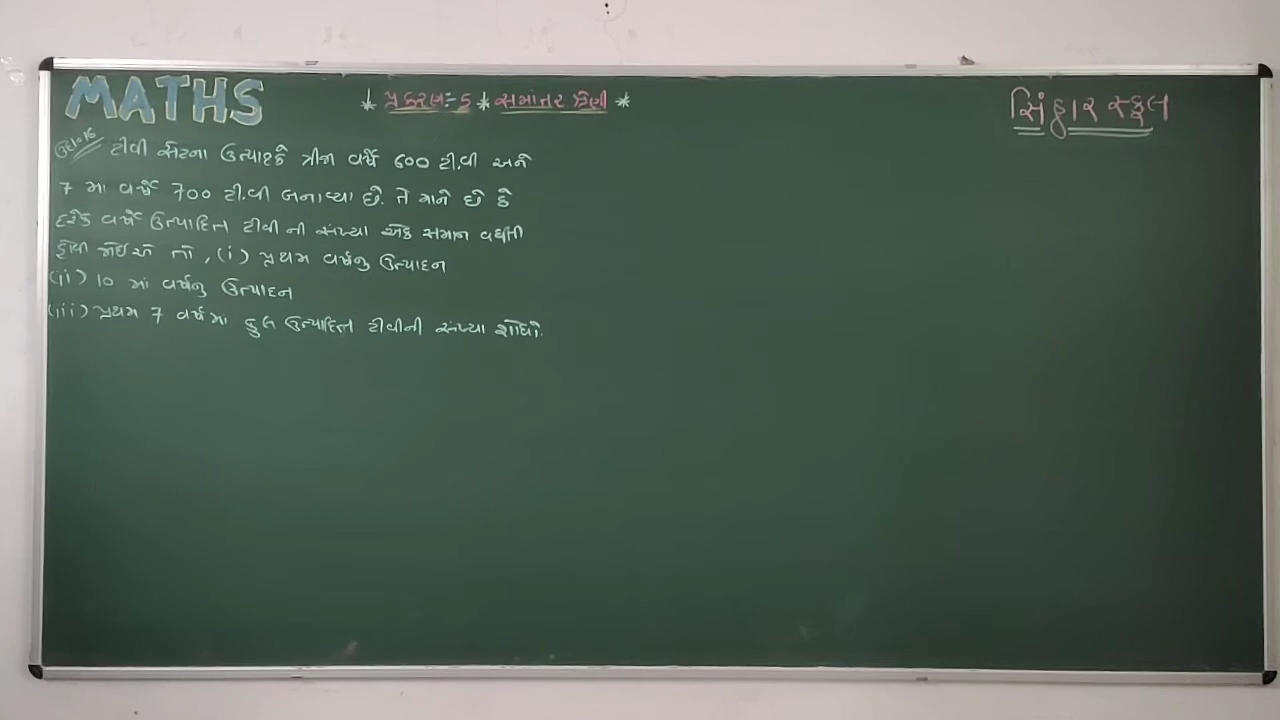 MATHS
* પ્રકરણ:- 5 * સમાંતર શ્રેણી *
સિંહાર સ્કૂલ
ઉદા:-16 ટીવી સેટના ઉત્પાદકે ત્રીજા વર્ષે 600 ટી.વી અને
7 મા વર્ષે 700 ટી.વી બનાવ્યા છે. તે માને છે કે
દરેક વર્ષે ઉત્પાદિત ટીવી ની સંખ્યા એક સમાન વધતી
હોવી જોઈએ તો, (i) પ્રથમ વર્ષનુ ઉત્પાદન
(ii) 10 માં વર્ષનુ ઉત્પાદન
(iii) પ્રથમ 7 વર્ષમા કુલ ઉત્પાદિત ટીવીની સંખ્યા શોધો.